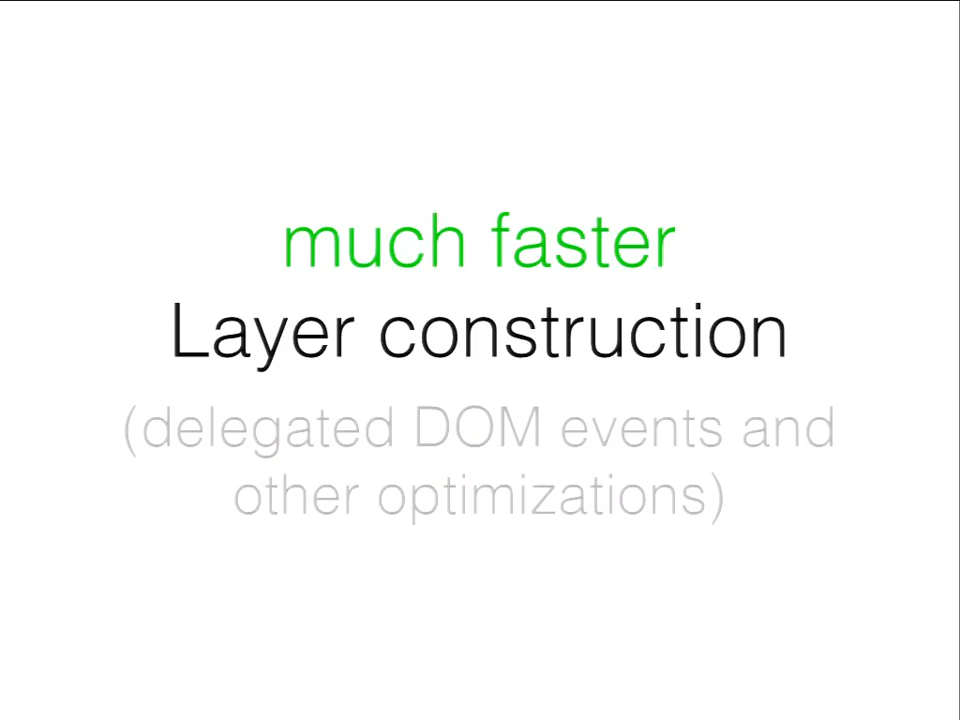 much faster
Layer construction
(delegated DOM events and
other optimizations)